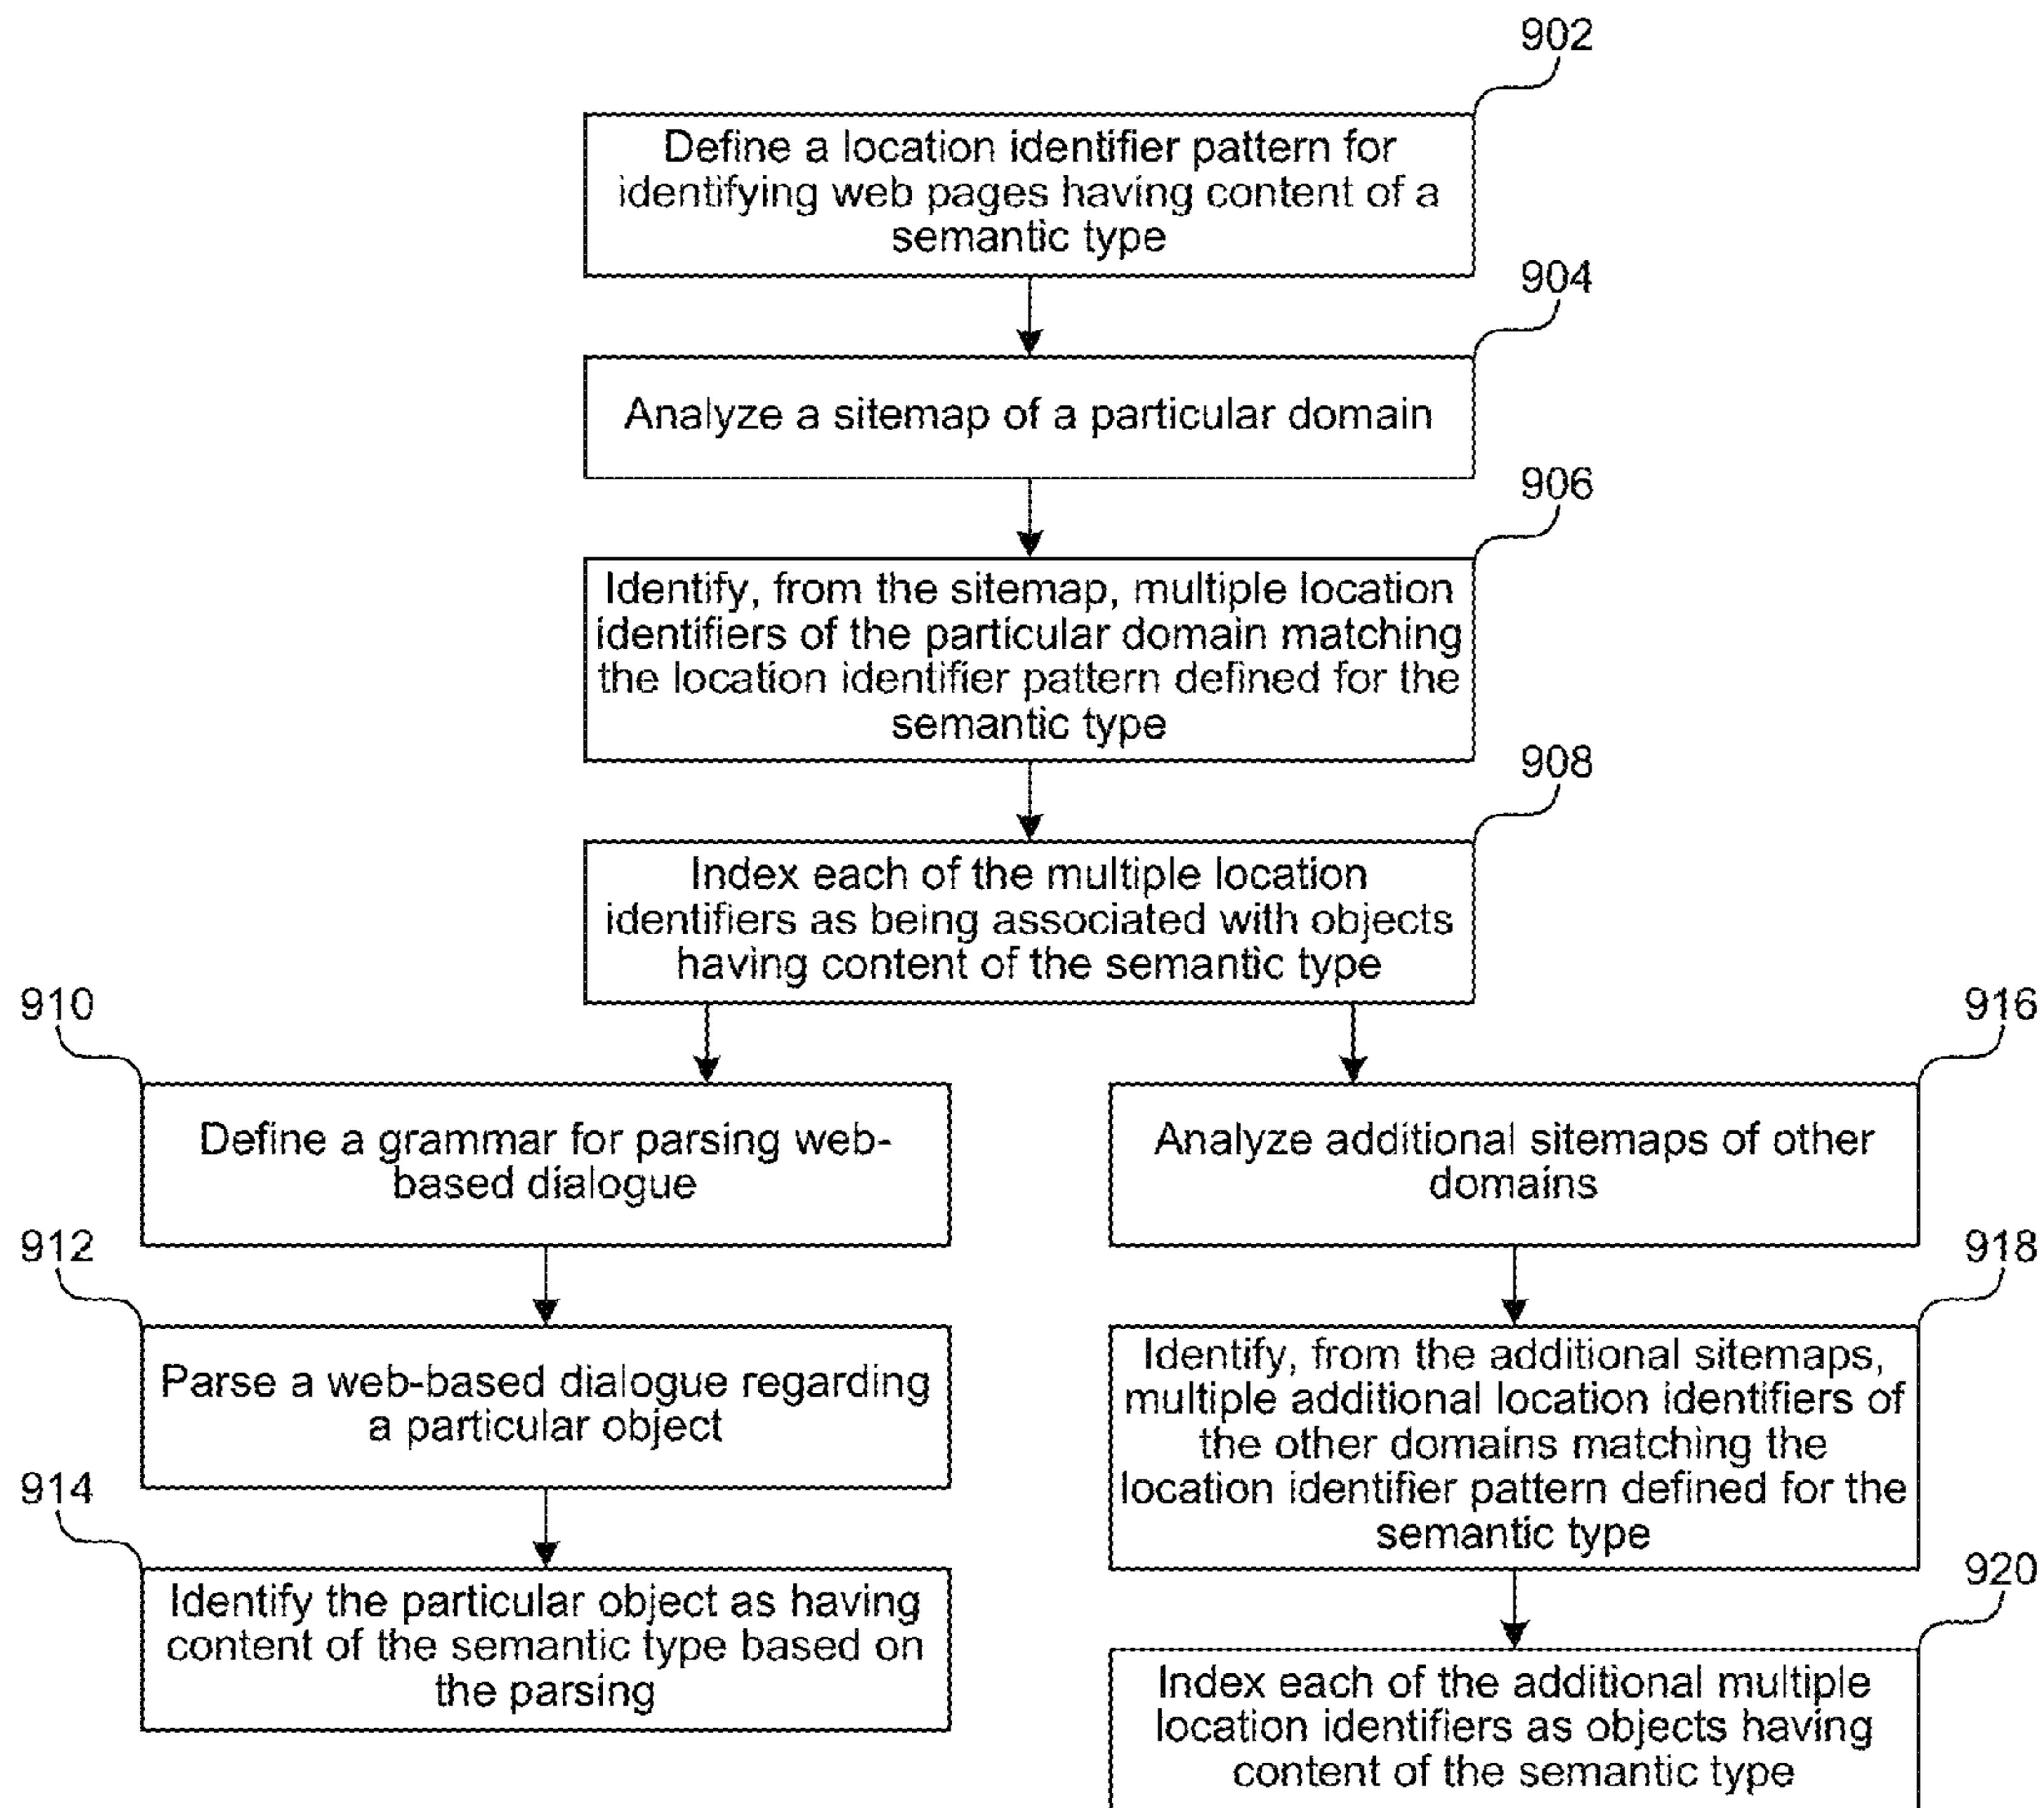 902
Define a location identifier pattern for
identifying web pages having content of a
semantic type
904
Analyze a sitemap of a particular domain
906
Identify, from the sitemap, multiple location
identifiers of the particular domain matching
the location identifier pattern defined for the
semantic type
908
Index each of the multiple location
identifiers as being associated with objects
having content of the semantic type
910
Define a grammar for parsing web-
based dialogue
912
Parse a web-based dialogue regarding
a particular object
914
Identify the particular object as having
content of the semantic type based on
the parsing
916
Analyze additional sitemaps of other
domains
918
Identify, from the additional sitemaps,
multiple additional location identifiers of
the other domains matching the
location identifier pattern defined for the
semantic type
920
Index each of the additional multiple
location identifiers as objects having
content of the semantic type